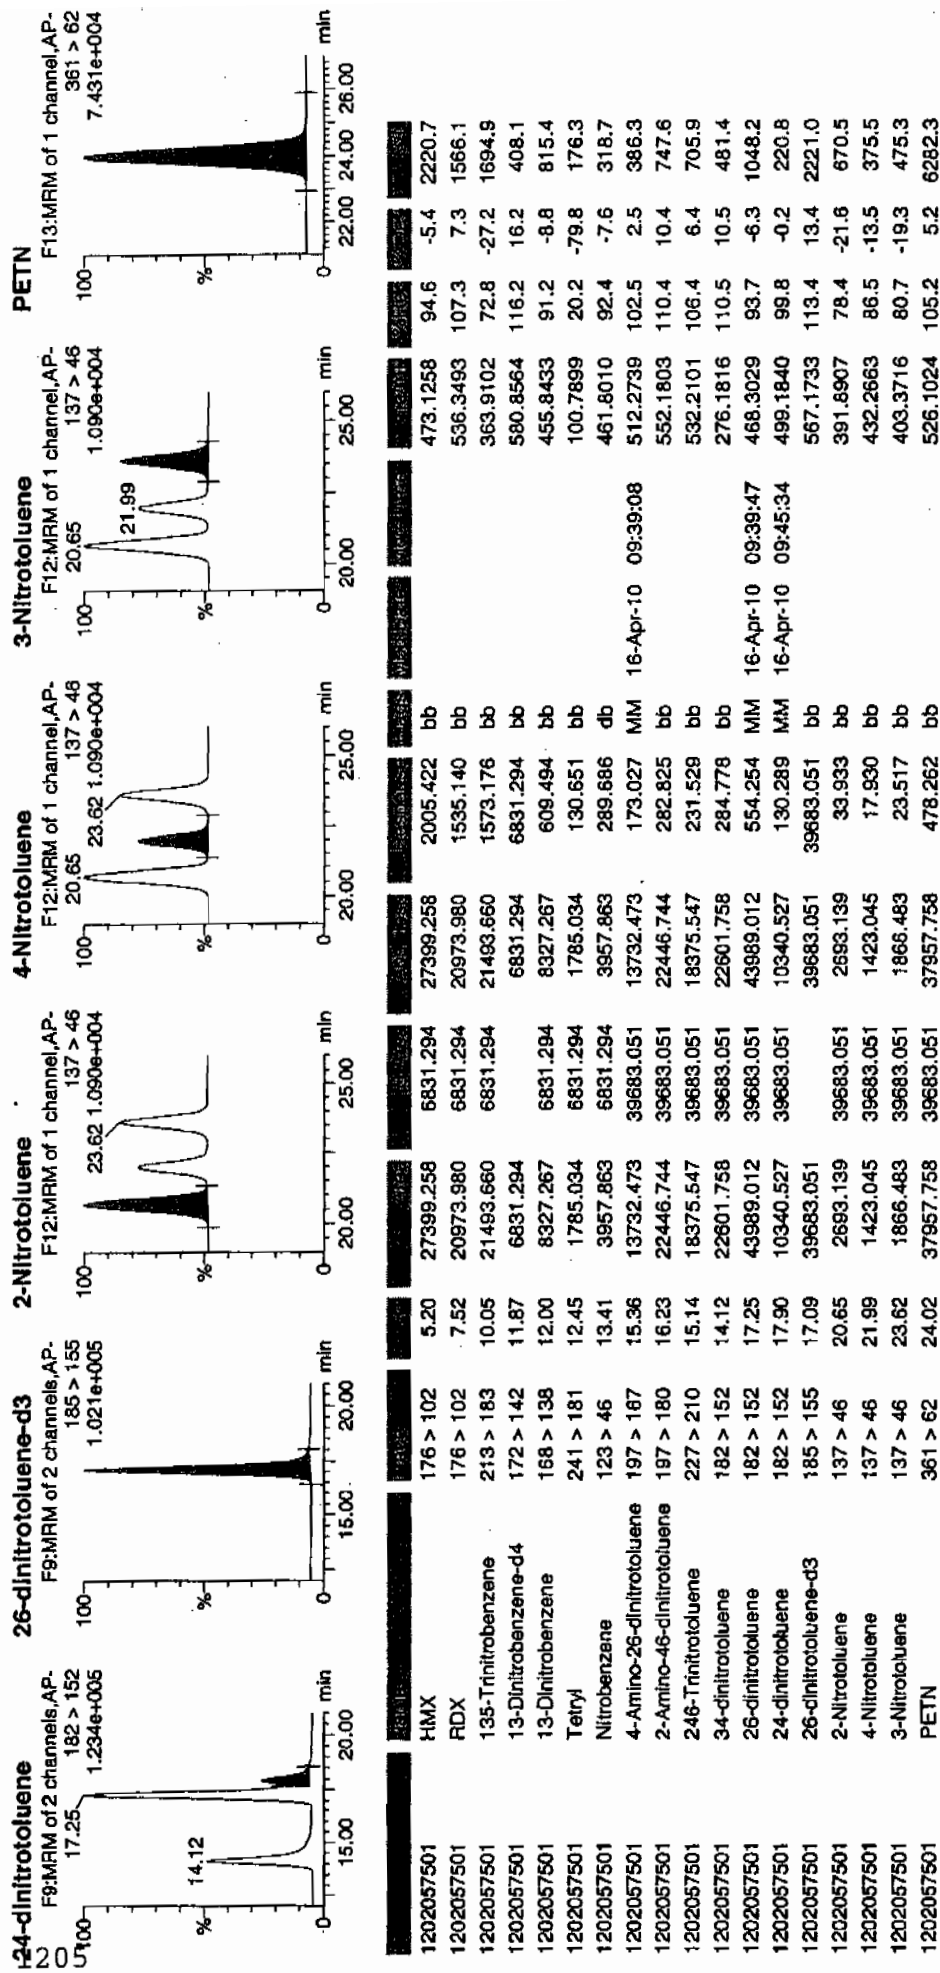 24-dinitrotoluene
F9:MRM of 2 channels,AP-
182 > 152
1.234e+005
17.25
14.12
100
%
0
15.00 20.00 min
1205
26-dinitrotoluene-d3
F9:MRM of 2 channels,AP-
185 > 155
1.021e+005
100
%
0
15.00 20.00 min
2-Nitrotoluene
F12:MRM of 1 channel,AP-
137 > 46
23.62 1.090e+004
100
%
0
20.00 25.00 min
4-Nitrotoluene
F12:MRM of 1 channel,AP-
20.65 137 > 46
23.62 1.090e+004
100
%
0
20.00 25.00 min
3-Nitrotoluene
F12:MRM of 1 channel,AP-
20.65 137 > 46
1.090e+004
21.99
100
%
0
20.00 25.00 min
PETN
F13:MRM of 1 channel,AP-
361 > 62
7.431e+004
100
%
0
22.00 24.00 26.00 min
1202057501 HMX 176 > 102 5.20 27399.258 6831.294 27399.258 2005.422 bb 473.1258 94.6 -5.4 2220.7
1202057501 RDX 176 > 102 7.52 20973.980 6831.294 20973.980 1535.140 bb 536.3493 107.3 7.3 1566.1
1202057501 135-Trinitrobenzene 213 > 183 10.05 21493.660 6831.294 21493.660 1573.176 bb 363.9102 72.8 -27.2 1694.9
1202057501 13-Dinitrobenzene-d4 172 > 142 11.87 6831.294 6831.294 6831.294 bb 580.8564 116.2 16.2 408.1
1202057501 13-Dinitrobenzene 168 > 138 12.00 8327.267 6831.294 8327.267 609.494 bb 455.8433 91.2 -8.8 815.4
1202057501 Tetryl 241 > 181 12.45 1785.034 6831.294 1785.034 130.651 bb 100.7899 20.2 -79.8 176.3
1202057501 Nitrobenzene 123 > 46 13.41 3957.863 6831.294 3957.863 289.686 db 461.8010 92.4 -7.6 318.7
1202057501 4-Amino-26-dinitrotoluene 197 > 167 15.36 13732.473 39683.051 13732.473 173.027 MM 16-Apr-10 09:39:08 512.2739 102.5 2.5 386.3
1202057501 2-Amino-46-dinitrotoluene 197 > 180 16.23 22446.744 39683.051 22446.744 282.825 bb 552.1803 110.4 10.4 747.6
1202057501 246-Trinitrotoluene 227 > 210 15.14 18375.547 39683.051 18375.547 231.529 bb 532.2101 106.4 6.4 705.9
1202057501 34-dinitrotoluene 182 > 152 14.12 22601.758 39683.051 22601.758 284.778 bb 276.1816 110.5 10.5 481.4
1202057501 26-dinitrotoluene 182 > 152 17.25 43989.012 39683.051 43989.012 554.254 MM 16-Apr-10 09:39:47 468.3029 93.7 -6.3 1048.2
1202057501 24-dinitrotoluene 182 > 152 17.90 10340.527 39683.051 10340.527 130.289 MM 16-Apr-10 09:45:34 499.1840 99.8 -0.2 220.8
1202057501 26-dinitrotoluene-d3 185 > 155 17.09 39683.051 39683.051 39683.051 bb 567.1733 113.4 13.4 2221.0
1202057501 2-Nitrotoluene 137 > 46 20.65 2693.139 39683.051 2693.139 33.933 bb 391.8907 78.4 -21.6 670.5
1202057501 4-Nitrotoluene 137 > 46 21.99 1423.045 39683.051 1423.045 17.930 bb 432.2663 86.5 -13.5 375.5
1202057501 3-Nitrotoluene 137 > 46 23.62 1866.483 39683.051 1866.483 23.517 bb 403.3716 80.7 -19.3 475.3
1202057501 PETN 361 > 62 24.02 37957.758 39683.051 37957.758 478.262 bb 526.1024 105.2 5.2 6282.3